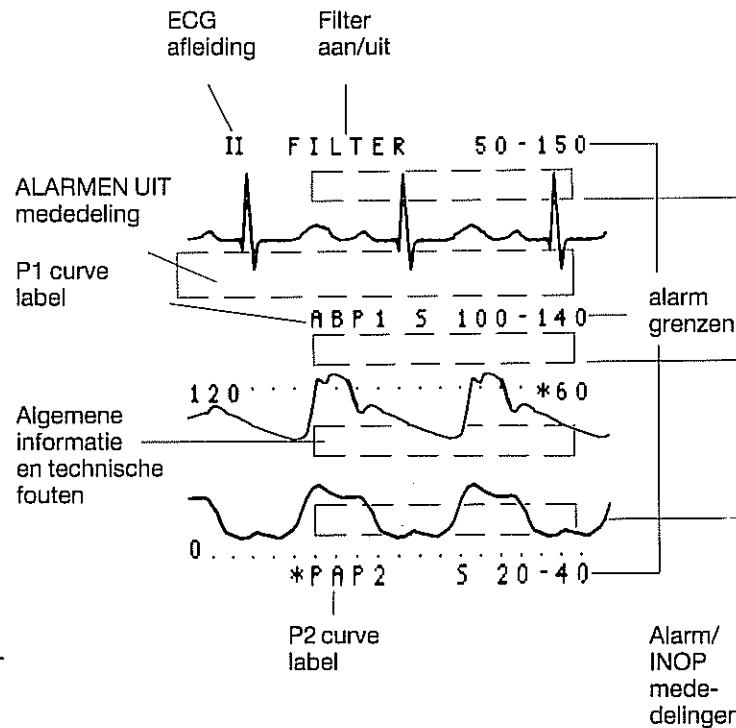 ECG
afleiding
Filter
aan/uit
II FILTER 50-150
ALARMEN UIT
mededeling
P1 curve
label
ABP1 S 100-140
alarm
grenzen
120 *60
Algemene
informatie
en technische
fouten
0
*PAP2 S 20-40
P2 curve
label
Alarm/
INOP
mede-
delingen